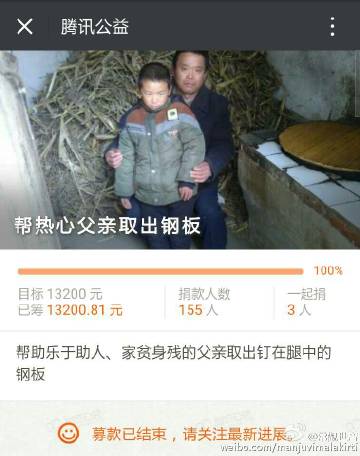 腾讯公益
帮热心父亲取出钢板
100%
目标 13200 元
已筹 13200.81 元
捐款人数
155 人
一起捐
3 人
帮助乐于助人、家贫身残的父亲取出钉在腿中的
钢板
募款已结束，请关注最新进展。
weibo.com/manjuvimalakirti